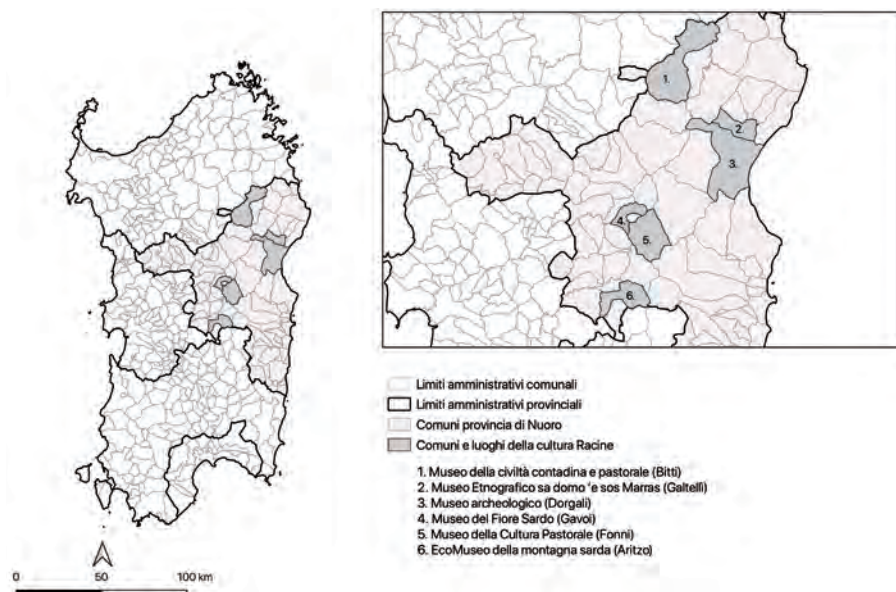 1.
2.
3.
4.
5.
6.
Limiti amministrativi comunali
Limiti amministrativi provinciali
Comuni provincia di Nuoro
Comuni e luoghi della cultura Racine
1. Museo della civiltà contadina e pastorale (Bitti)
2. Museo Etnografico sa domo 'e sos Marras (Galtellì)
3. Museo archeologico (Dorgali)
4. Museo del Fiore Sardo (Gavoi)
5. Museo della Cultura Pastorale (Fonni)
6. EcoMuseo della montagna sarda (Aritzo)
0 50 100 km